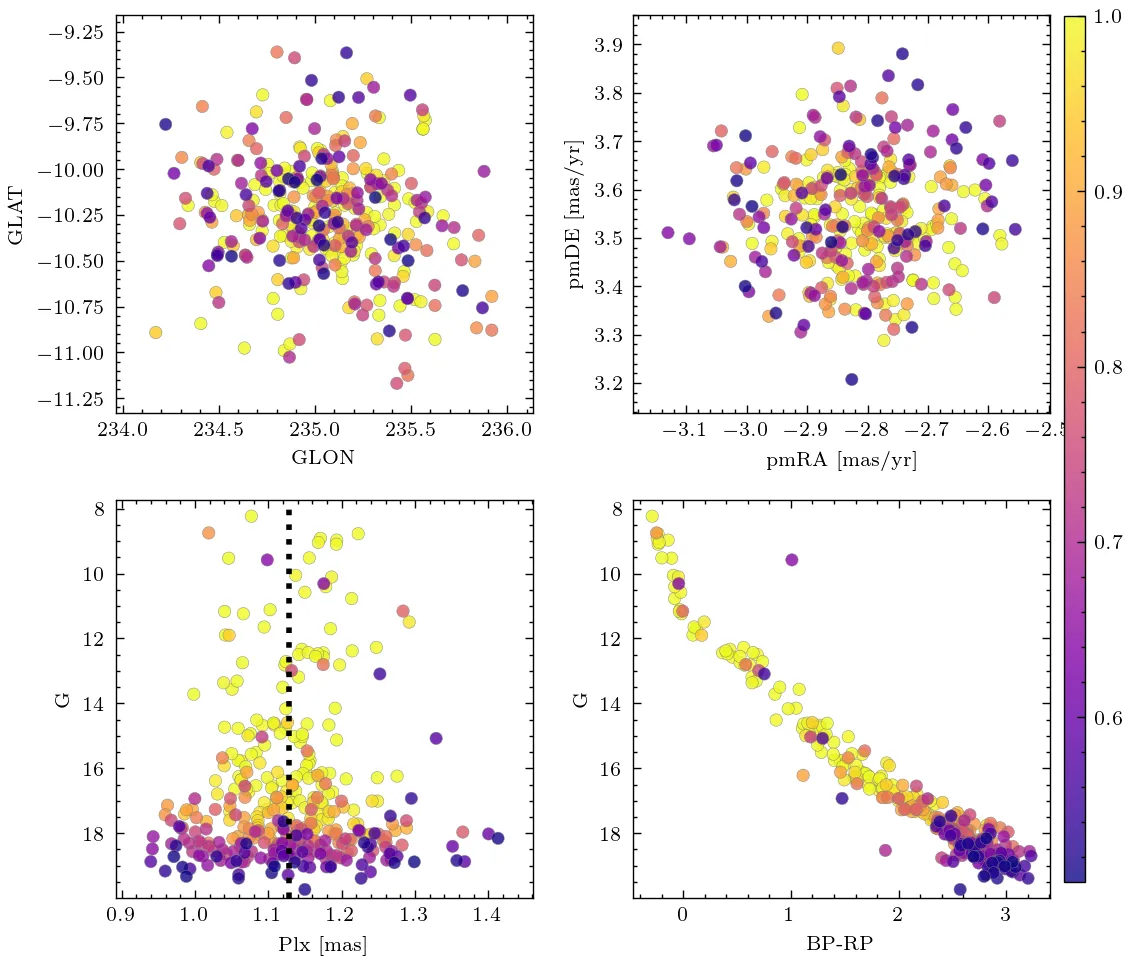 −9.25
−9.50
−9.75
−10.00
−10.25
−10.50
−10.75
−11.00
−11.25
GLAT
234.0 234.5 235.0 235.5 236.0
GLON
3.9
3.8
3.7
3.6
3.5
3.4
3.3
3.2
pmDE [mas/yr]
−3.1 −3.0 −2.9 −2.8 −2.7 −2.6 −2.5
pmRA [mas/yr]
1.0
0.9
0.8
0.7
0.6
8
10
12
14
16
18
G
0.9 1.0 1.1 1.2 1.3 1.4
Plx [mas]
8
10
12
14
16
18
G
0 1 2 3
BP-RP